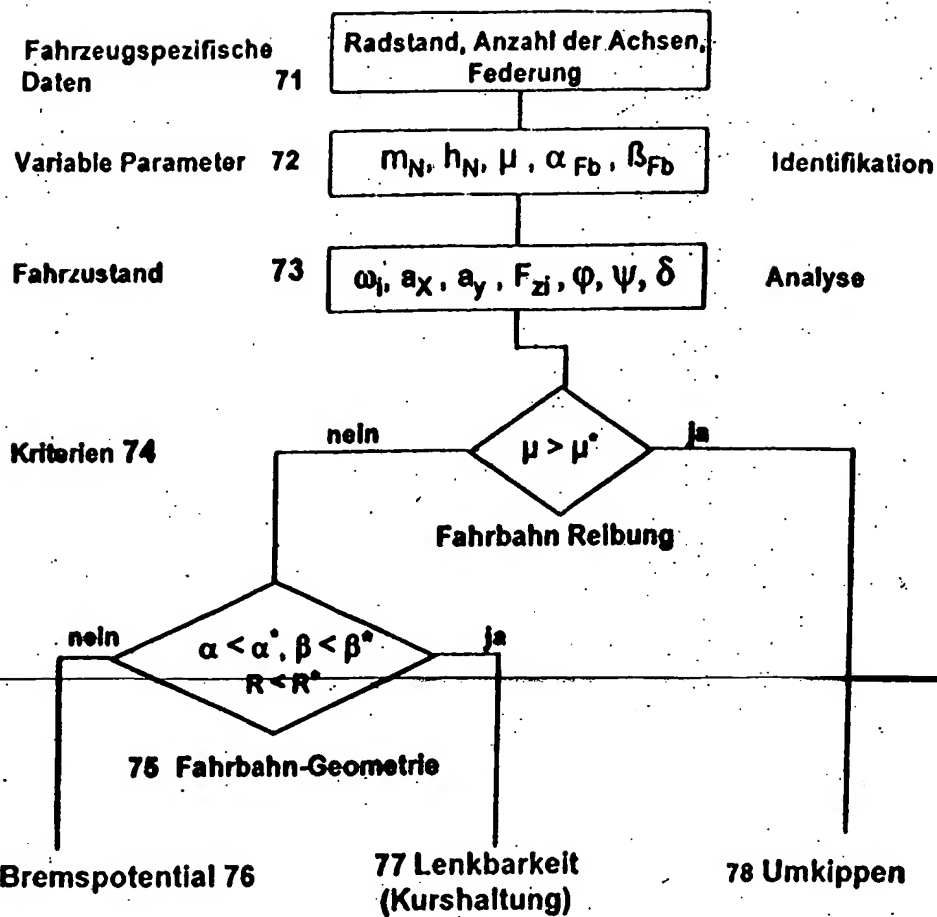 Fahrzeugspezifische
Daten 71
Radstand, Anzahl der Achsen,
Federung
Variable Parameter 72
m_N, h_N, μ, α_Fb, ß_Fb
Identifikation
Fahrzustand 73
ω_i, a_X, a_y, F_zi, φ, ψ, δ
Analyse
Kriterien 74
nein
μ > μ*
ja
Fahrbahn Reibung
nein
α < α*, β < β*
R < R*
ja
75 Fahrbahn-Geometrie
Bremspotential 76
77 Lenkbarkeit
(Kurshaltung)
78 Umkippen